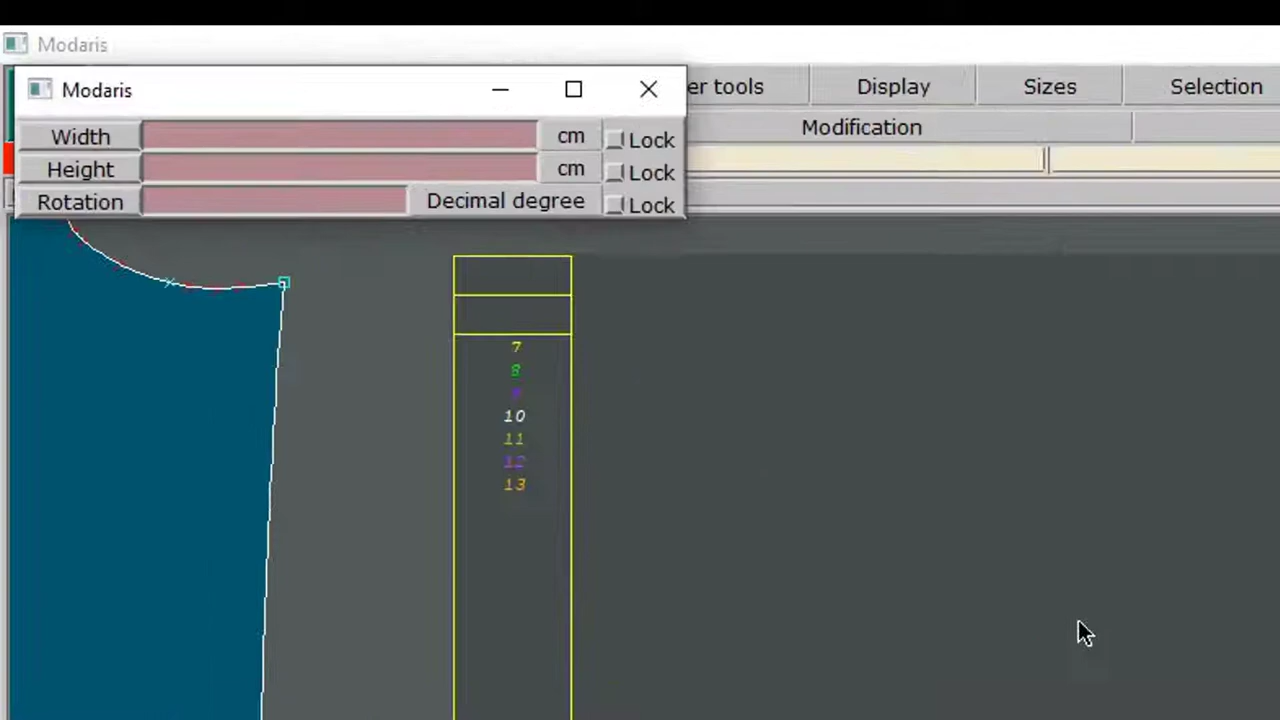 Modaris
Modaris
er tools Display Sizes Selection
Modification
Width cm Lock
Height cm Lock
Rotation Decimal degree Lock
7
8
10
11
12
13